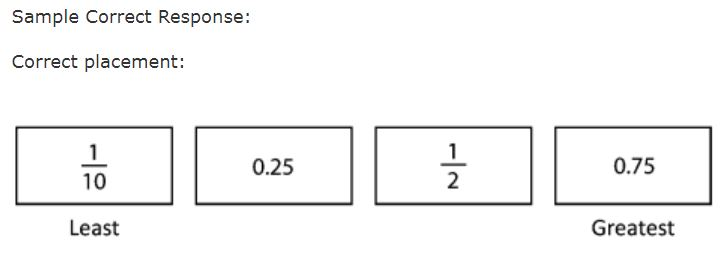 Sample Correct Response:
Correct placement:
1/10 0.25 1/2 0.75
Least Greatest